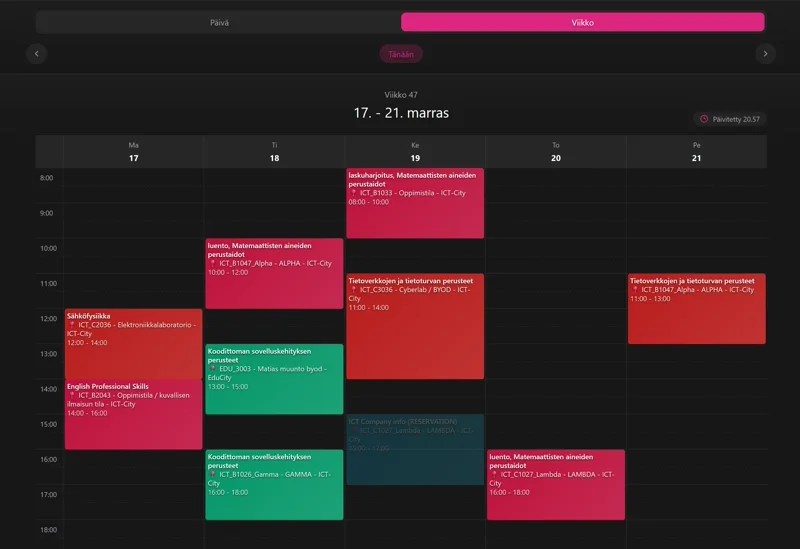 Päivä
Viikko
Tänään
Viikko 47
17. - 21. marras
Päivitetty 20.57
Ma
17
Ti
18
Ke
19
To
20
Pe
21
8:00
9:00
10:00
11:00
12:00
13:00
14:00
15:00
16:00
17:00
18:00
Sähköfysiikka
ICT_C2036 - Elektroniikkalaboratorio -
ICT-City
12:00 - 14:00
English Professional Skills
ICT_B2043 - Oppimistila / kuvallisen
ilmaisun tila - ICT-City
14:00 - 16:00
luento, Matemaattisten aineiden
perustaidot
ICT_B1047_Alpha - ALPHA - ICT-City
10:00 - 12:00
Koodittoman sovelluskehityksen
perusteet
EDU_3003 - Matias muunto byod -
EduCity
13:00 - 15:00
Koodittoman sovelluskehityksen
perusteet
ICT_B1026_Gamma - GAMMA - ICT-
City
16:00 - 18:00
laskuharjoitus, Matemaattisten aineiden
perustaidot
ICT_B1033 - Oppimistila - ICT-City
08:00 - 10:00
Tietoverkkojen ja tietoturvan perusteet
ICT_C3036 - Cyberlab / BYOD - ICT-
City
11:00 - 14:00
ICT Company info (RESERVATION)
ICT_C1027_Lambda - LAMBDA - ICT-
City
15:00 - 17:00
luento, Matemaattisten aineiden
perustaidot
ICT_C1027_Lambda - LAMBDA - ICT-
City
16:00 - 18:00
Tietoverkkojen ja tietoturvan perusteet
ICT_B1047_Alpha - ALPHA - ICT-City
11:00 - 13:00